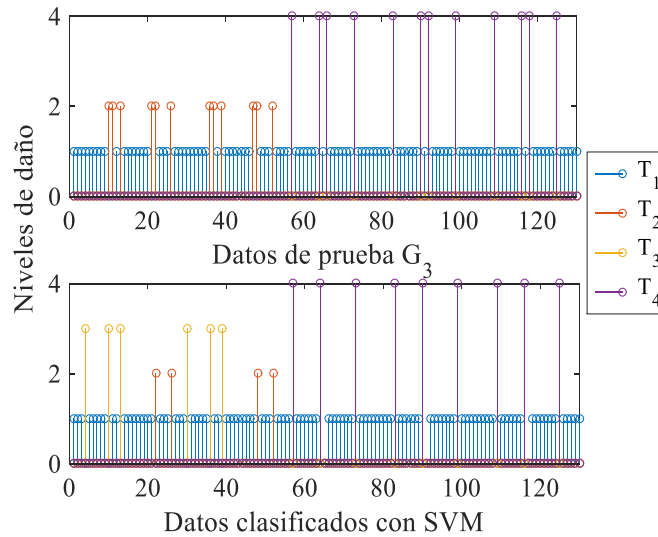 4
2
0
0 20 40 60 80 100 120
Datos de prueba G3
Niveles de daño
T1
T2
T3
T4
4
2
0
0 20 40 60 80 100 120
Datos clasificados con SVM